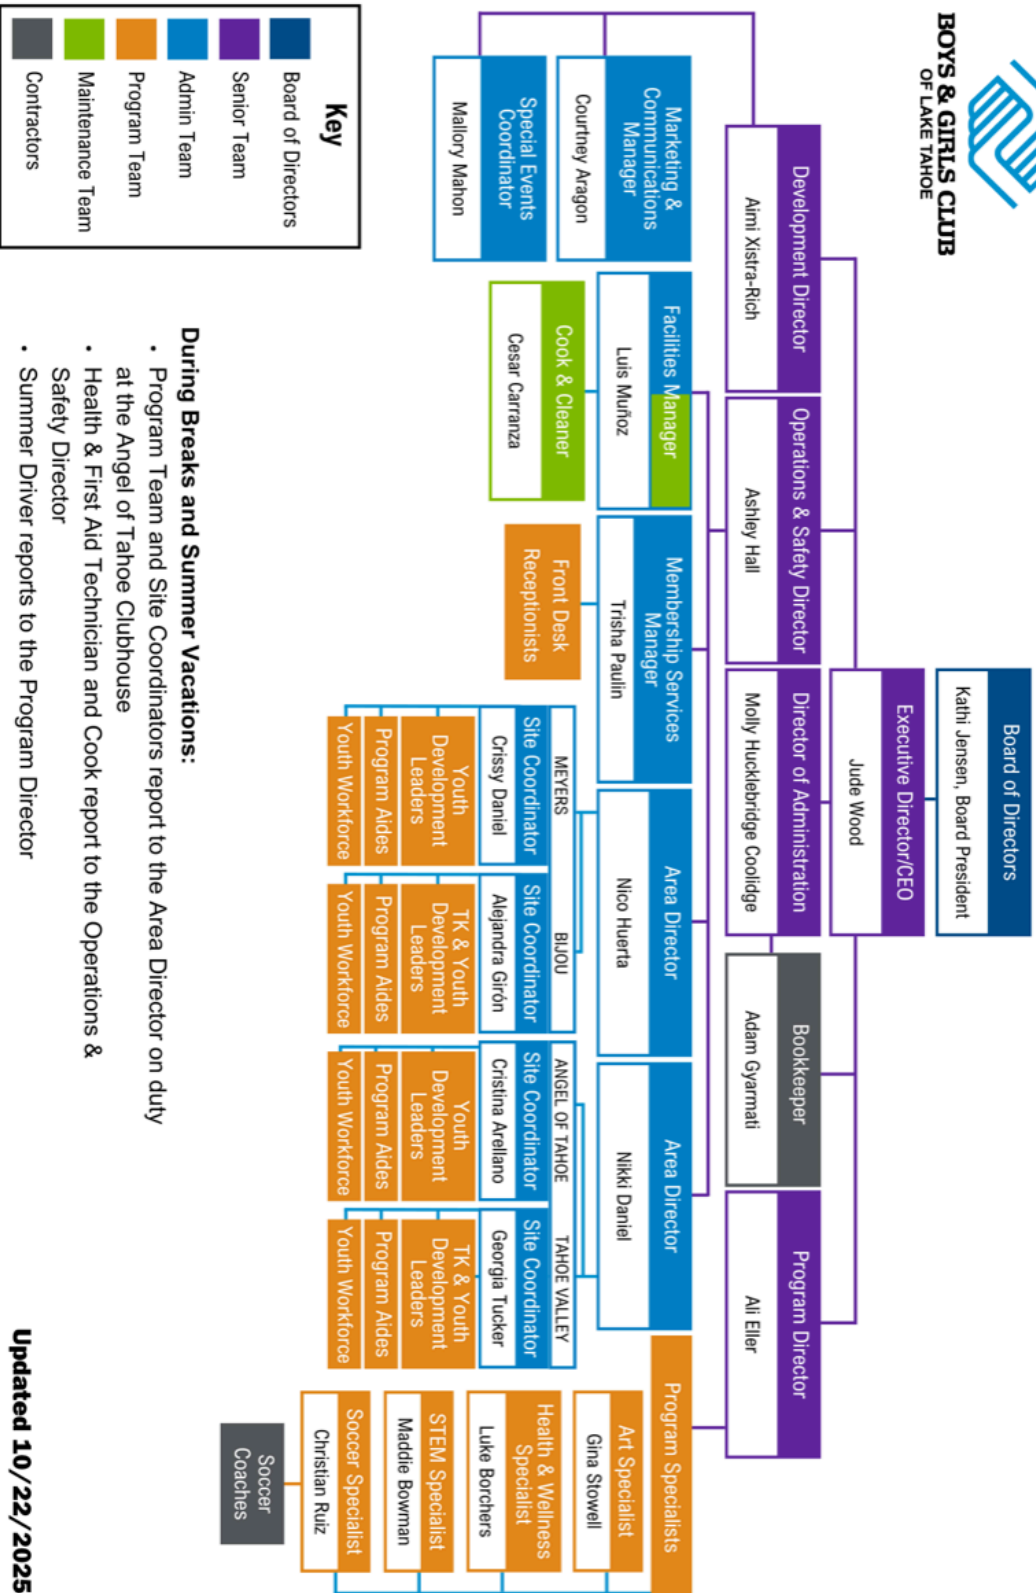 BOYS & GIRLS CLUB
OF LAKE TAHOE
Board of Directors
Kathi Jensen, Board President
Executive Director/CEO
Jude Wood
Development Director
Aimi Xistra-Rich
Operations & Safety Director
Ashley Hall
Director of Administration
Molly Hucklebridge Coolidge
Bookkeeper
Adam Gyarmati
Program Director
Ali Eller
Marketing &
Communications
Manager
Courtney Aragon
Special Events
Coordinator
Mallory Mahon
Facilities Manager
Luis Muñoz
Cook & Cleaner
Cesar Carranza
Membership Services
Manager
Trisha Paulin
Front Desk
Receptionists
Area Director
Nico Huerta
MEYERS
Site Coordinator
Crissy Daniel
Youth
Development
Leaders
Program Aides
Youth Workforce
BIJOU
Site Coordinator
Alejandra Girón
TK & Youth
Development
Leaders
Program Aides
Youth Workforce
Area Director
Nikki Daniel
ANGEL OF TAHOE
Site Coordinator
Cristina Arellano
Youth
Development
Leaders
Program Aides
Youth Workforce
TAHOE VALLEY
Site Coordinator
Georgia Tucker
TK & Youth
Development
Leaders
Program Aides
Youth Workforce
Program Specialists
Art Specialist
Gina Stowell
Health & Wellness
Specialist
Luke Borchers
STEM Specialist
Maddie Bowman
Soccer Specialist
Christian Ruiz
Soccer
Coaches
Key
Board of Directors
Senior Team
Admin Team
Program Team
Maintenance Team
Contractors
During Breaks and Summer Vacations:
• Program Team and Site Coordinators report to the Area Director on duty
at the Angel of Tahoe Clubhouse
• Health & First Aid Technician and Cook report to the Operations &
Safety Director
• Summer Driver reports to the Program Director
Updated 10/22/2025